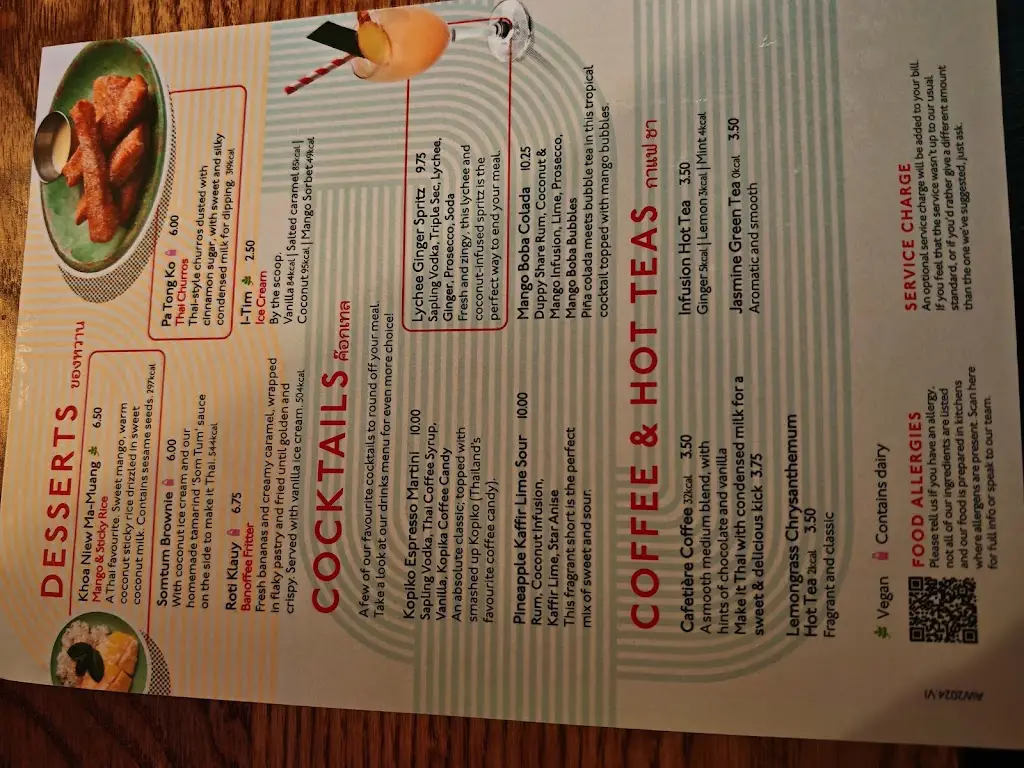 DESSERTS ของหวาน
Khoa Niew Ma-Muang 6.50
Mango & Sticky Rice
A Thai favourite. Sweet mango, warm
coconut sticky rice drizzled in sweet
coconut milk. Contains sesame seeds. 297kcal
Somtum Brownie 6.00
With coconut ice cream and our
homemade tamarind 'Som Tum' sauce
on the side to make it Thai. 544kcal
Roti Kluay 6.75
Banoffee Fritter
Fresh bananas and creamy caramel, wrapped
in flaky pastry and fried until golden and
crispy. Served with vanilla ice cream. 504kcal
Pa Tong Ko 6.00
Thai Churros
Thai-style churros dusted with
cinnamon sugar, with sweet and silky
condensed milk for dipping. 319kcal
I-Tim 2.50
Ice Cream
By the scoop.
Vanilla 84kcal | Salted caramel 85kcal |
Coconut 95kcal | Mango Sorbet 49kcal
COCKTAILS ค๊อกเทล
A few of our favourite cocktails to round off your meal.
Take a look at our drinks menu for even more choice!
Kopiko Espresso Martini 10.00
Sapling Vodka, Thai Coffee Syrup,
Vanilla, Kopika Coffee Candy
An absolute classic; topped with
smashed up Kopiko (Thailand's
favourite coffee candy).
Pineapple Kaffir Lime Sour 10.00
Rum, Coconut Infusion,
Kaffir Lime, Star Anise
This fragrant short is the perfect
mix of sweet and sour.
Lychee Ginger Spritz 9.75
Sapling Vodka, Triple Sec, Lychee,
Ginger, Prosecco, Soda
Fresh and zingy, this lychee and
coconut-infused spritz is the
perfect way to end your meal.
Mango Boba Colada 10.25
Duppy Share Rum, Coconut &
Mango Infusion, Lime, Prosecco,
Mango Boba Bubbles
Piña colada meets bubble tea in this tropical
cocktail topped with mango bubbles.
COFFEE & HOT TEAS กาแฟ ชา
Cafetière Coffee 32kcal 3.50
A smooth medium blend, with
hints of chocolate and vanilla
Make it Thai with condensed milk for a
sweet & delicious kick 3.75
Lemongrass Chrysanthemum
Hot Tea 2kcal 3.50
Fragrant and classic
Infusion Hot Tea 3.50
Ginger 5kcal | Lemon 3kcal | Mint 4kcal
Jasmine Green Tea 0kcal 3.50
Aromatic and smooth
Vegan Contains dairy
FOOD ALLERGIES
Please tell us if you have an allergy,
not all of our ingredients are listed
and our food is prepared in kitchens
where allergens are present. Scan here
for full info or speak to our team.
SERVICE CHARGE
An optional service charge will be added to your bill.
If you feel that the service wasn't up to our usual
standard, or if you'd rather give a different amount
than the one we've suggested, just ask.
AW2024 V1